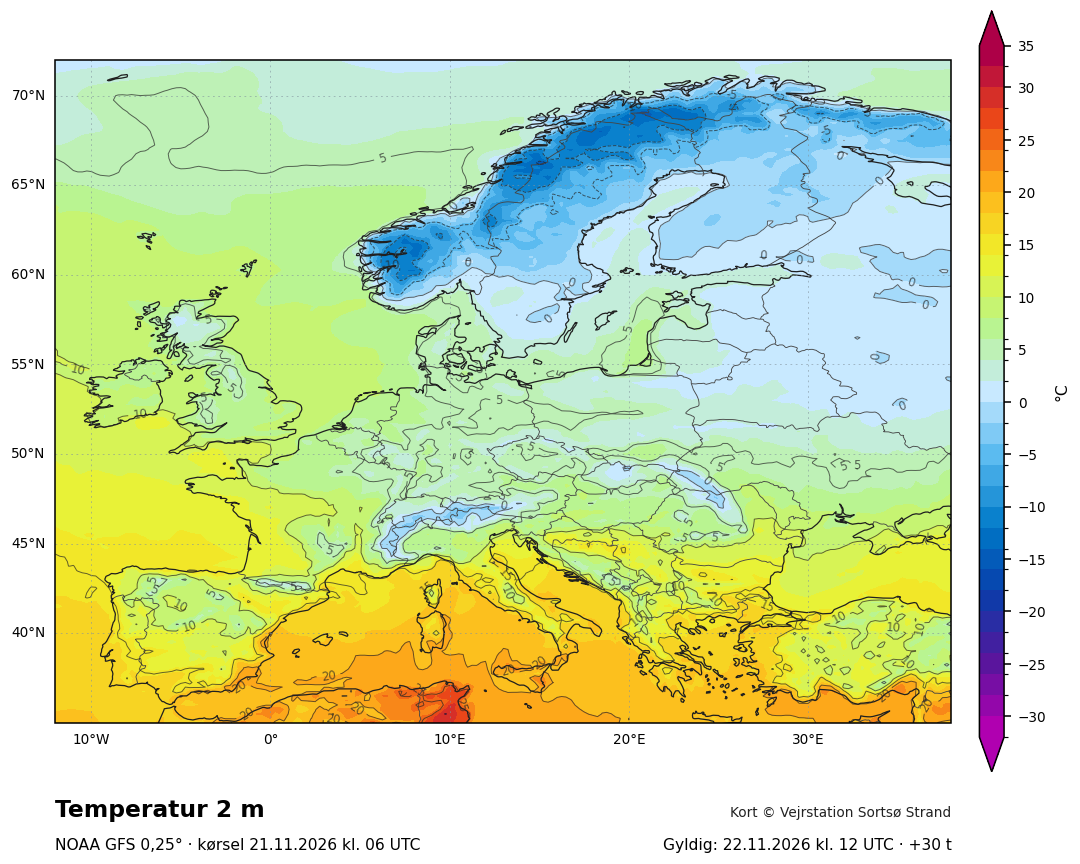 70°N
65°N
60°N
55°N
50°N
45°N
40°N
10°W
0°
10°E
20°E
30°E
35
30
25
20
15
10
5
0
−5
−10
−15
−20
−25
−30
°C
Temperatur 2 m
Kort © Vejrstation Sortsø Strand
NOAA GFS 0,25° · kørsel 21.11.2026 kl. 06 UTC
Gyldig: 22.11.2026 kl. 12 UTC · +30 t